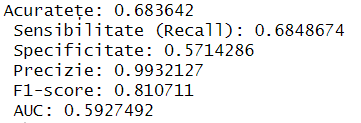 Acuratețe: 0.683642
Sensibilitate (Recall): 0.6848674
Specificitate: 0.5714286
Precizie: 0.9932127
F1-score: 0.810711
AUC: 0.5927492